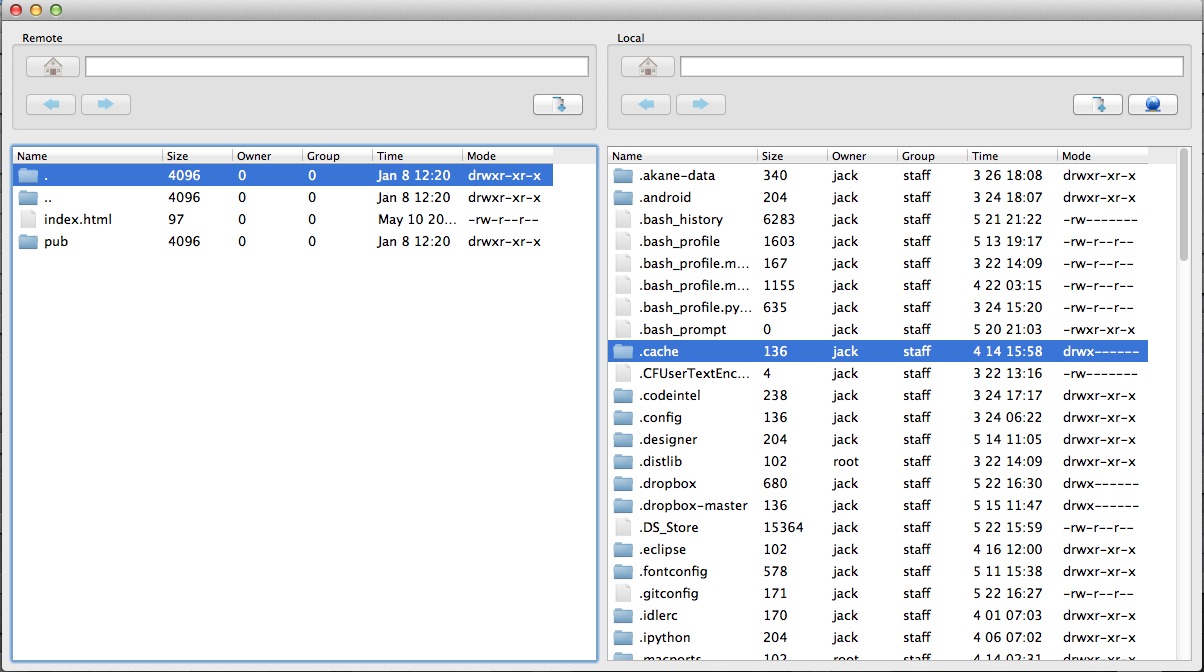 Remote
Name Size Owner Group Time Mode
. 4096 0 0 Jan 8 12:20 drwxr-xr-x
.. 4096 0 0 Jan 8 12:20 drwxr-xr-x
index.html 97 0 0 May 10 20... -rw-r--r--
pub 4096 0 0 Jan 8 12:20 drwxr-xr-x
Local
Name Size Owner Group Time Mode
.akane-data 340 jack staff 3 26 18:08 drwxr-xr-x
.android 204 jack staff 3 24 18:07 drwxr-xr-x
.bash_history 6283 jack staff 5 21 21:22 -rw-------
.bash_profile 1603 jack staff 5 13 19:17 -rw-r--r--
.bash_profile.m... 167 jack staff 3 22 14:09 -rw-r--r--
.bash_profile.m... 1155 jack staff 4 22 03:15 -rw-r--r--
.bash_profile.py... 635 jack staff 3 24 15:20 -rw-r--r--
.bash_prompt 0 jack staff 5 20 21:03 -rwxr-xr-x
.cache 136 jack staff 4 14 15:58 drwx------
.CFUserTextEnc... 4 jack staff 3 22 13:16 -rw-------
.codeintel 238 jack staff 3 24 17:17 drwxr-xr-x
.config 136 jack staff 3 24 06:22 drwxr-xr-x
.designer 204 jack staff 5 14 11:05 drwxr-xr-x
.distlib 102 root staff 3 22 14:09 drwxr-xr-x
.dropbox 680 jack staff 5 22 16:30 drwx------
.dropbox-master 136 jack staff 5 15 11:47 drwx------
.DS_Store 15364 jack staff 5 22 15:59 -rw-r--r--
.eclipse 102 jack staff 4 16 12:00 drwxr-xr-x
.fontconfig 578 jack staff 5 11 15:38 drwxr-xr-x
.gitconfig 171 jack staff 5 22 16:27 -rw-r--r--
.idlerc 170 jack staff 4 01 07:03 drwxr-xr-x
.ipython 204 jack staff 4 06 07:02 drwxr-xr-x
.macports 102 root staff 4 14 02:31 drwxr-xr-x